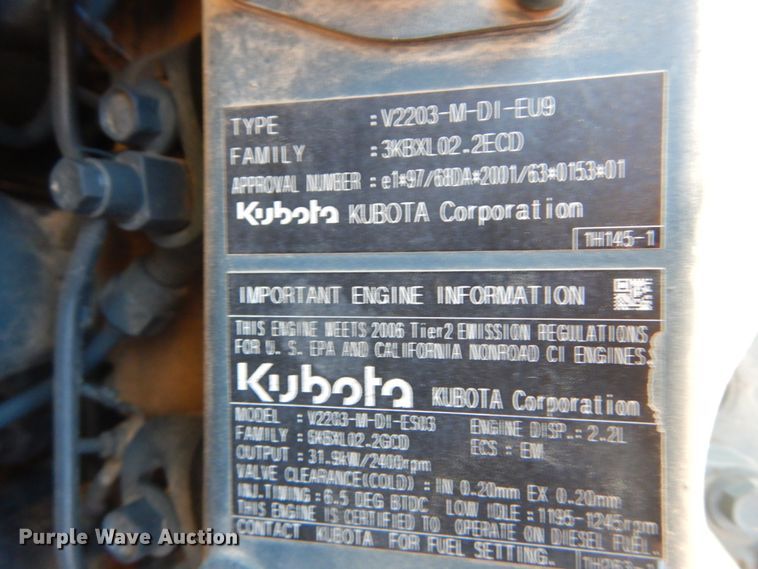 TYPE : V2203-M-DI-EU9
FAMILY : 3KBXL02.2ECD
APPROVAL NUMBER : e1*97/68DA*2001/63*0153*01
Kubota KUBOTA Corporation
1H145-1
IMPORTANT ENGINE INFORMATION
THIS ENGINE MEETS 2006 Tier2 EMISSION REGULATIONS
FOR U. S. EPA AND CALIFORNIA NONROAD CI ENGINES.
Kubota KUBOTA Corporation
MODEL : V2203-M-DI-ES03 ENGINE DISP.: 2.2L
FAMILY : 6KBXL02.2GCD ECS : EM
OUTPUT : 31.9kW/2400rpm
VALVE CLEARANCE(COLD) : IN 0.20mm EX 0.20mm
INJ.TIMING : 6.5 DEG BTDC LOW IDLE : 1195-1245rpm
THIS ENGINE IS CERTIFIED TO OPERATE ON DIESEL FUEL.
CONTACT KUBOTA FOR FUEL SETTING.
Purple Wave Auction